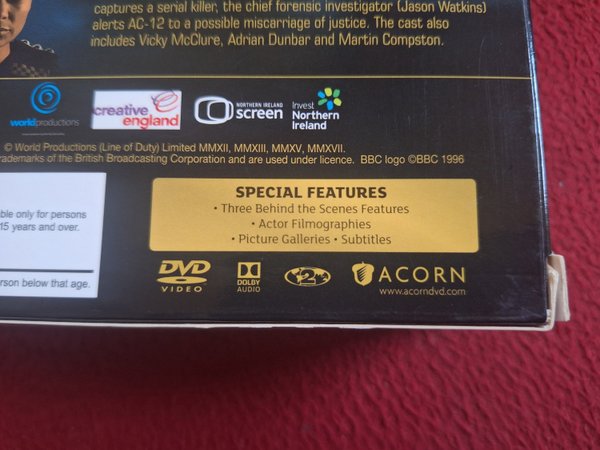 captures a serial killer, the chief forensic investigator (Jason Watkins)
alerts AC-12 to a possible miscarriage of justice. The cast also
includes Vicky McClure, Adrian Dunbar and Martin Compston.
worldproductions
creative
england
NORTHERN IRELAND
screen
Invest
Northern
Ireland
© World Productions (Line of Duty) Limited MMXII, MMXIII, MMXV, MMXVII.
trademarks of the British Broadcasting Corporation and are used under licence. BBC logo ©BBC 1996
ble only for persons
15 years and over.
erson below that age.
SPECIAL FEATURES
• Three Behind the Scenes Features
• Actor Filmographies
• Picture Galleries • Subtitles
DVD
VIDEO
DOLBY
AUDIO
2
ACORN
www.acorndvd.com